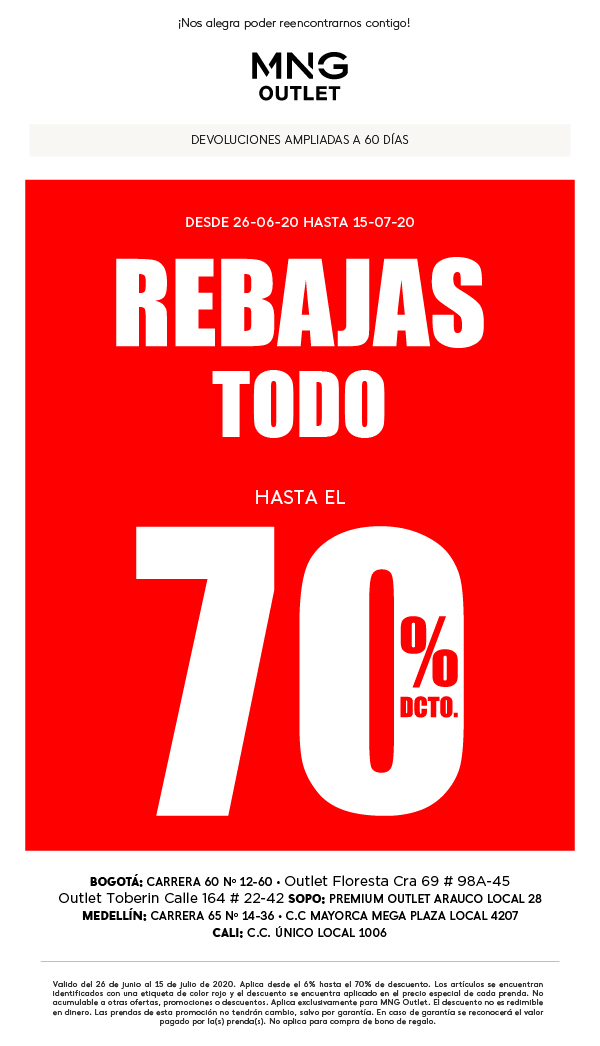 ¡Nos alegra poder reencontrarnos contigo!
MNG
OUTLET
DEVOLUCIONES AMPLIADAS A 60 DÍAS
DESDE 26-06-20 HASTA 15-07-20
REBAJAS
TODO
HASTA EL
70
%
DCTO.
BOGOTÁ: CARRERA 60 Nº 12-60 • Outlet Floresta Cra 69 # 98A-45
Outlet Toberin Calle 164 # 22-42 SOPO: PREMIUM OUTLET ARAUCO LOCAL 28
MEDELLÍN: CARRERA 65 Nº 14-36 • C.C MAYORCA MEGA PLAZA LOCAL 4207
CALI: C.C. ÚNICO LOCAL 1006
Valido del 26 de junio al 15 de julio de 2020. Aplica desde el 6% hasta el 70% de descuento. Los artículos se encuentran
identificados con una etiqueta de color rojo y el descuento se encuentra aplicado en el precio especial de cada prenda. No
acumulable a otras ofertas, promociones o descuentos. Aplica exclusivamente para MNG Outlet. El descuento no es redimible
en dinero. Las prendas de esta promoción no tendrán cambio, salvo por garantía. En caso de garantía se reconocerá el valor
pagado por la(s) prenda(s). No aplica para compra de bono de regalo.